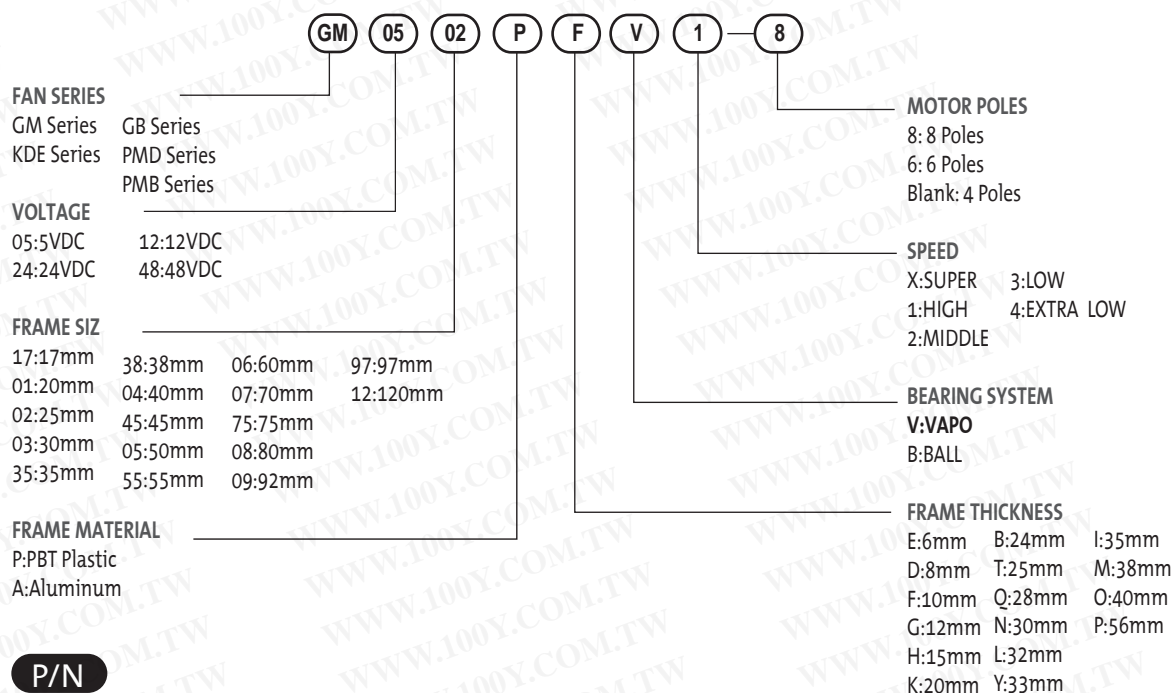 GM 05 02 P F V 1 — 8
FAN SERIES
GM Series GB Series
KDE Series PMD Series
PMB Series
VOLTAGE
05:5VDC 12:12VDC
24:24VDC 48:48VDC
FRAME SIZ
17:17mm 38:38mm 06:60mm 97:97mm
01:20mm 04:40mm 07:70mm 12:120mm
02:25mm 45:45mm 75:75mm
03:30mm 05:50mm 08:80mm
35:35mm 55:55mm 09:92mm
FRAME MATERIAL
P:PBT Plastic
A:Aluminum
P/N
MOTOR POLES
8: 8 Poles
6: 6 Poles
Blank: 4 Poles
SPEED
X:SUPER 3:LOW
1:HIGH 4:EXTRA LOW
2:MIDDLE
BEARING SYSTEM
V:VAPO
B:BALL
FRAME THICKNESS
E:6mm B:24mm I:35mm
D:8mm T:25mm M:38mm
F:10mm Q:28mm O:40mm
G:12mm N:30mm P:56mm
H:15mm L:32mm
K:20mm Y:33mm
WWW.100Y.COM.TW